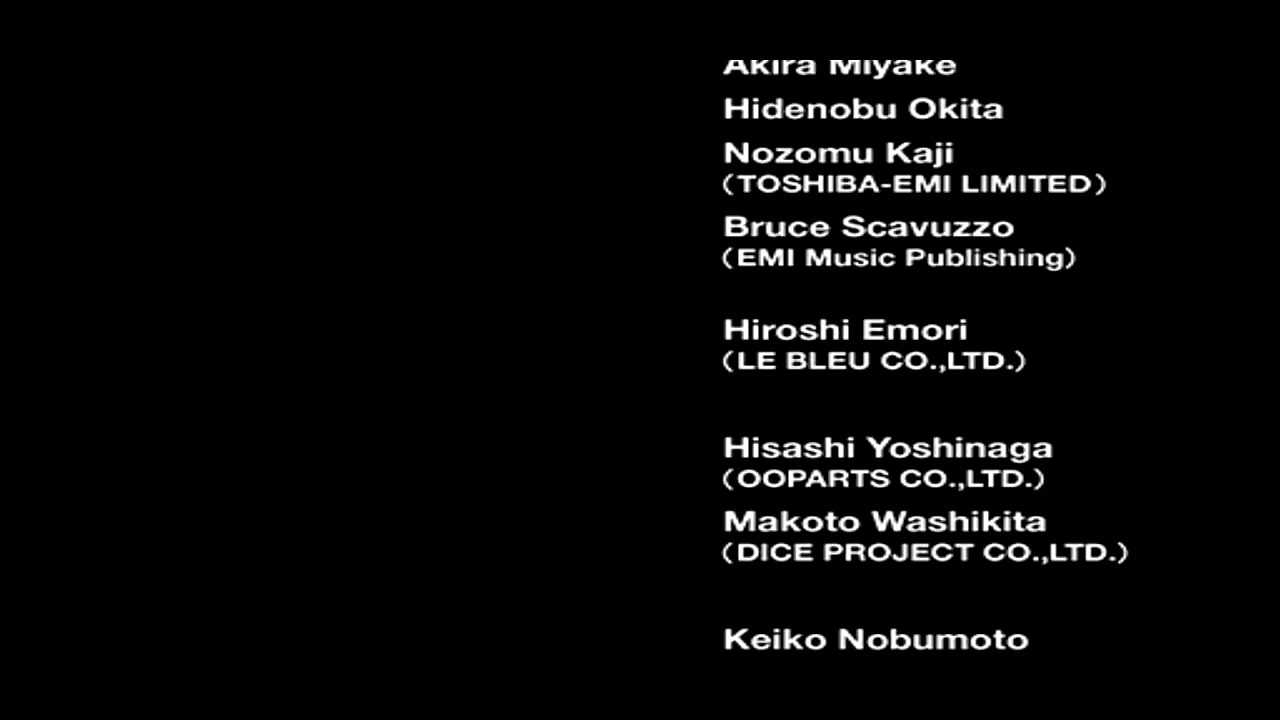 Akira Miyake
Hidenobu Okita
Nozomu Kaji
(TOSHIBA-EMI LIMITED)
Bruce Scavuzzo
(EMI Music Publishing)
Hiroshi Emori
(LE BLEU CO.,LTD.)
Hisashi Yoshinaga
(OOPARTS CO.,LTD.)
Makoto Washikita
(DICE PROJECT CO.,LTD.)
Keiko Nobumoto